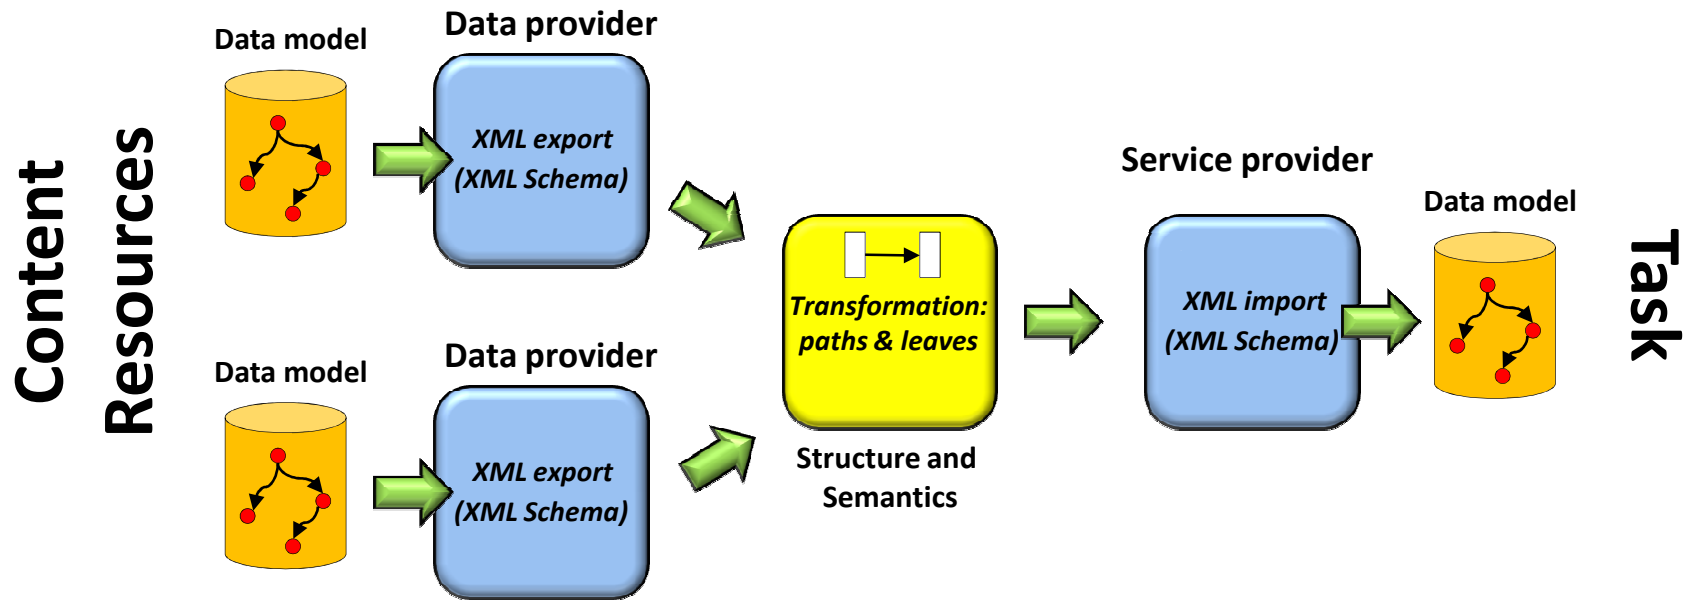 Content
Resources
Data model
Data provider
XML export
(XML Schema)
Data model
Data provider
XML export
(XML Schema)
Transformation:
paths & leaves
Structure and
Semantics
Service provider
XML import
(XML Schema)
Data model
Task